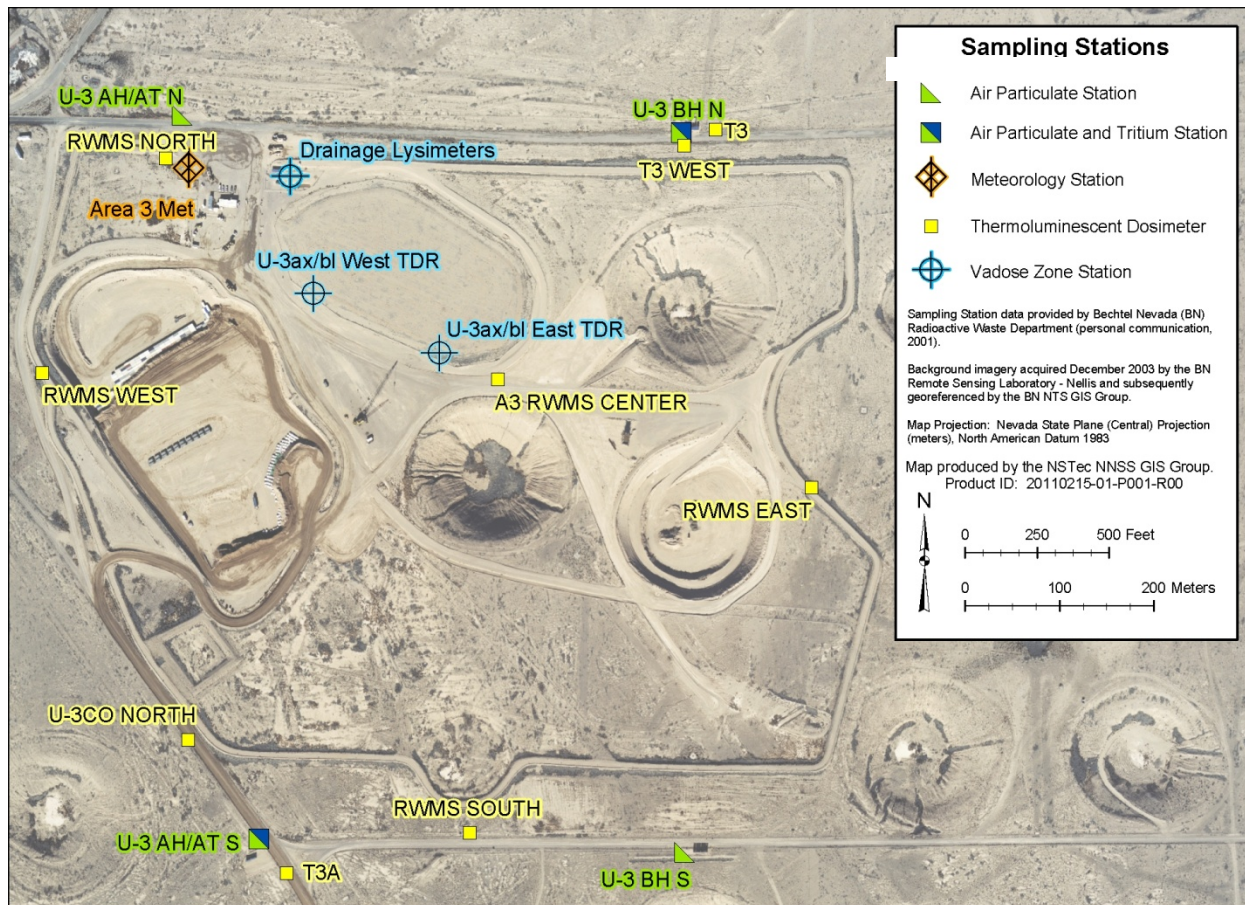 U-3 AH/AT N
RWMS NORTH
Area 3 Met
Drainage Lysimeters
U-3 BH N
T3
T3 WEST
U-3ax/bl West TDR
U-3ax/bl East TDR
RWMS WEST
A3 RWMS CENTER
RWMS EAST
U-3CO NORTH
RWMS SOUTH
U-3 AH/AT S
T3A
U-3 BH S
Sampling Stations
Air Particulate Station
Air Particulate and Tritium Station
Meteorology Station
Thermoluminescent Dosimeter
Vadose Zone Station
Sampling Station data provided by Bechtel Nevada (BN)
Radioactive Waste Department (personal communication,
2001).
Background imagery acquired December 2003 by the BN
Remote Sensing Laboratory - Nellis and subsequently
georeferenced by the BN NTS GIS Group.
Map Projection: Nevada State Plane (Central) Projection
(meters), North American Datum 1983
Map produced by the NSTec NNSS GIS Group.
Product ID: 20110215-01-P001-R00
N
0 250 500 Feet
0 100 200 Meters